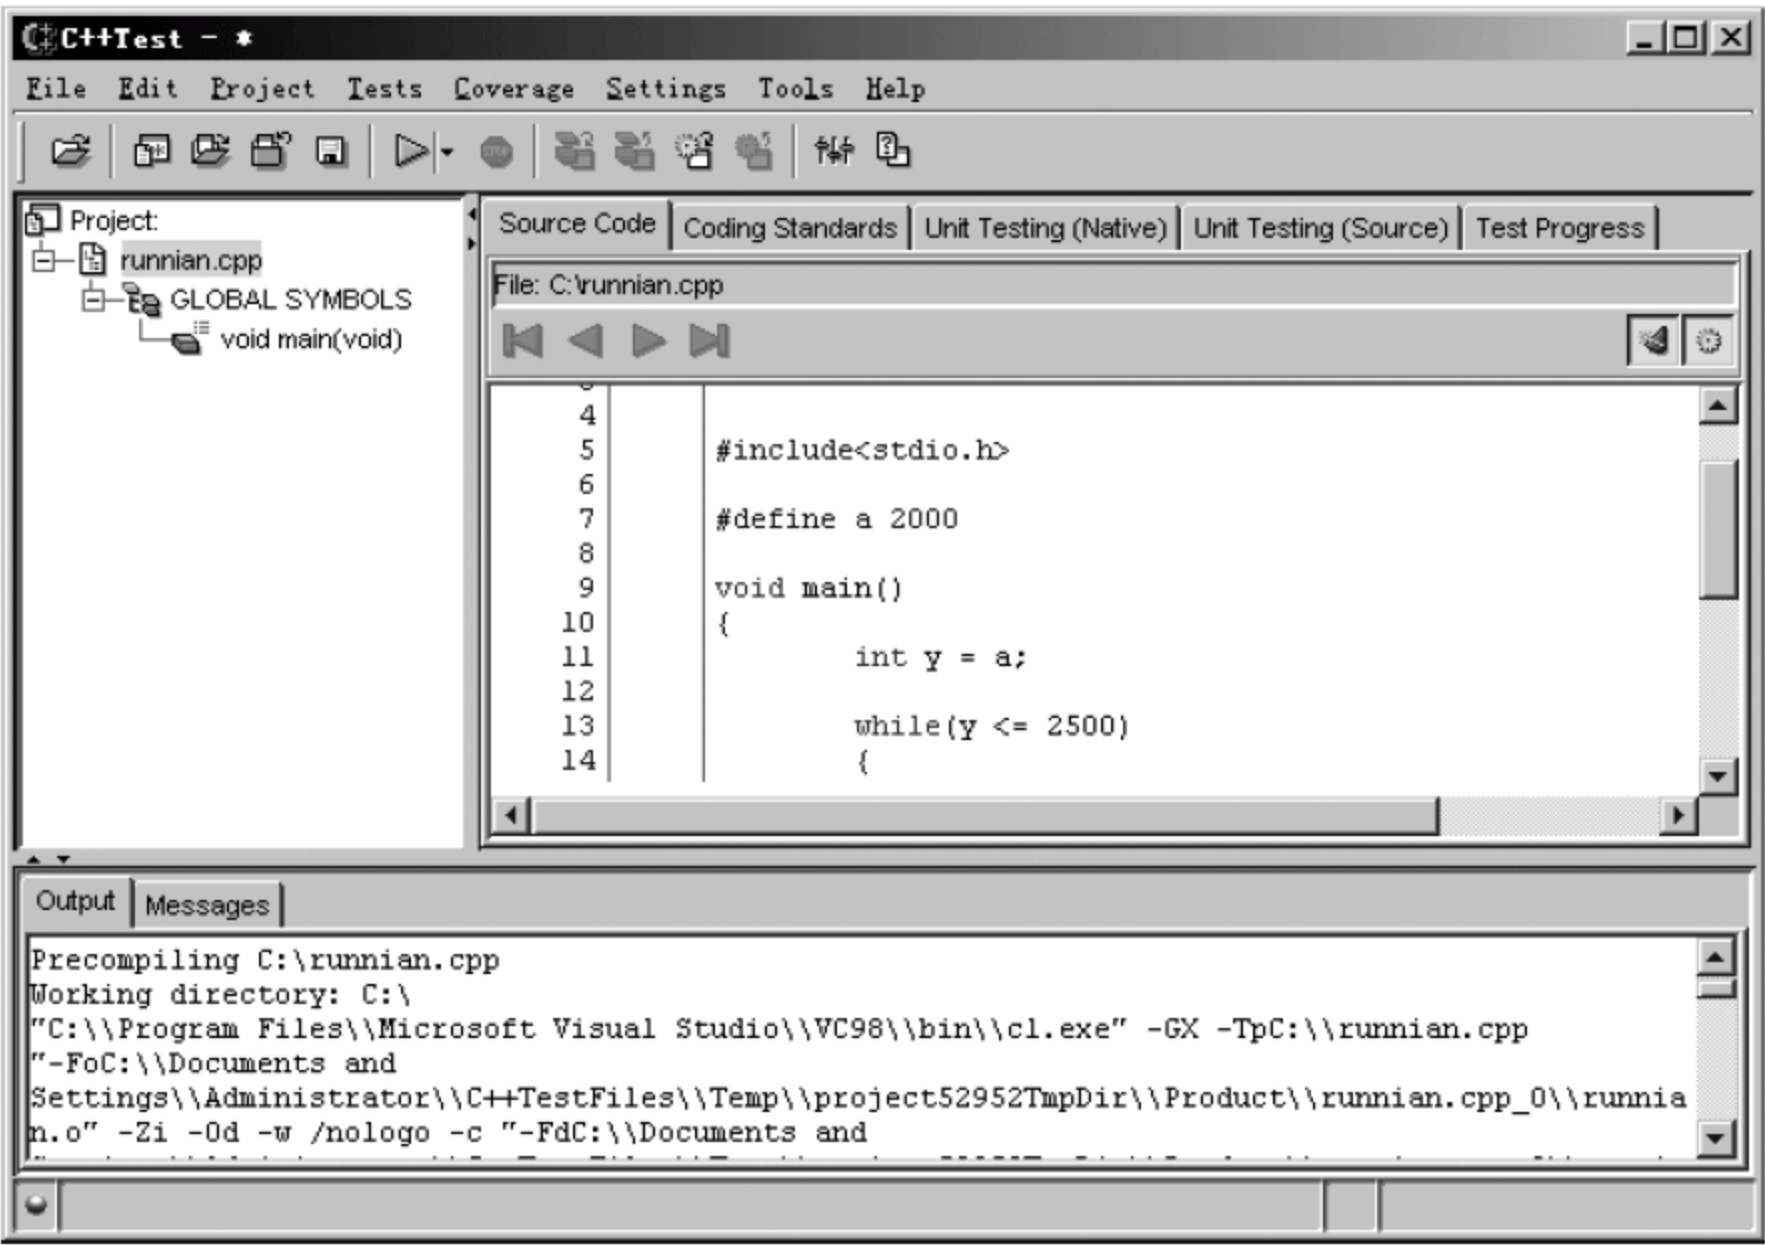 C++Test - *
File Edit Project Tests Coverage Settings Tools Help
STOP
Project:
runnian.cpp
GLOBAL SYMBOLS
void main(void)
Source Code Coding Standards Unit Testing (Native) Unit Testing (Source) Test Progress
File: C:\runnian.cpp
4
5 #include<stdio.h>
6
7 #define a 2000
8
9 void main()
10 {
11 int y = a;
12
13 while(y <= 2500)
14 {
Output Messages
Precompiling C:\runnian.cpp
Working directory: C:\
"C:\\Program Files\\Microsoft Visual Studio\\VC98\\bin\\cl.exe" -GX -TpC:\\runnian.cpp
"-FoC:\\Documents and
Settings\\Administrator\\C++TestFiles\\Temp\\project52952TmpDir\\Product\\runnian.cpp_0\\runnia
n.o" -Zi -Od -w /nologo -c "-FdC:\\Documents and